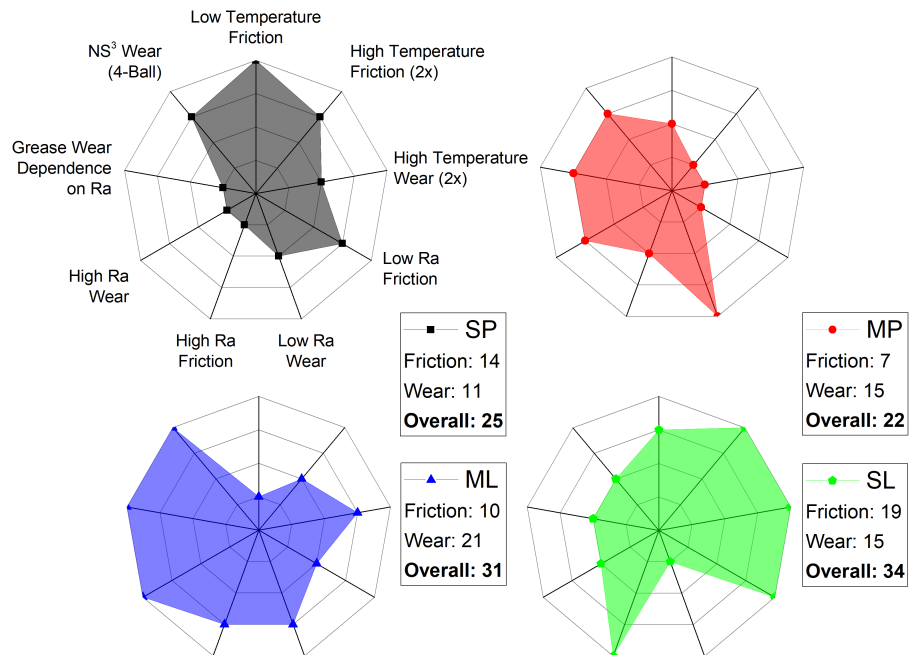 Low Temperature
Friction
NS³ Wear
(4-Ball)
High Temperature
Friction (2x)
Grease Wear
Dependence
on Ra
High Temperature
Wear (2x)
Low Ra
Friction
High Ra
Wear
High Ra
Friction
Low Ra
Wear
SP
Friction: 14
Wear: 11
Overall: 25
MP
Friction: 7
Wear: 15
Overall: 22
ML
Friction: 10
Wear: 21
Overall: 31
SL
Friction: 19
Wear: 15
Overall: 34